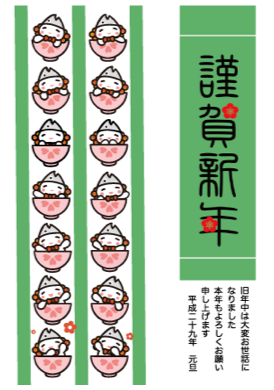 謹賀新年
旧年中は大変お世話に
なりました
本年もよろしくお願い
申し上げます
平成二十九年　元旦